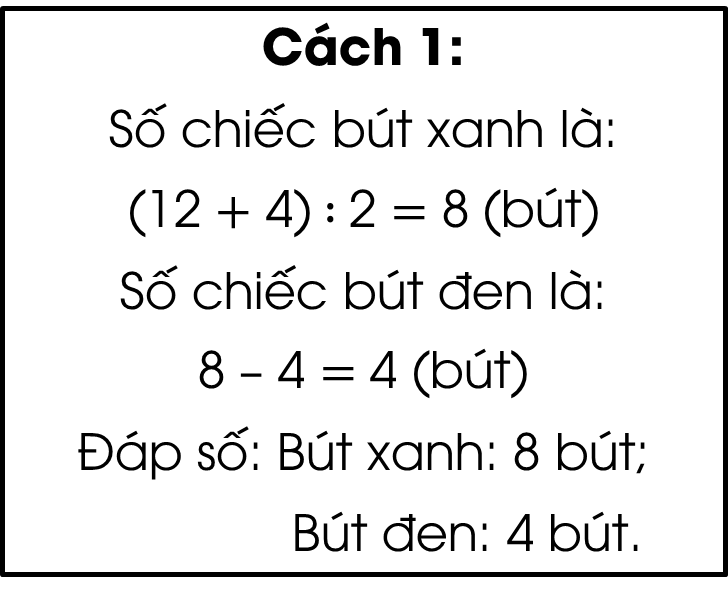 Cách 1:
Số chiếc bút xanh là:
(12 + 4) : 2 = 8 (bút)
Số chiếc bút đen là:
8 – 4 = 4 (bút)
Đáp số: Bút xanh: 8 bút;
Bút đen: 4 bút.